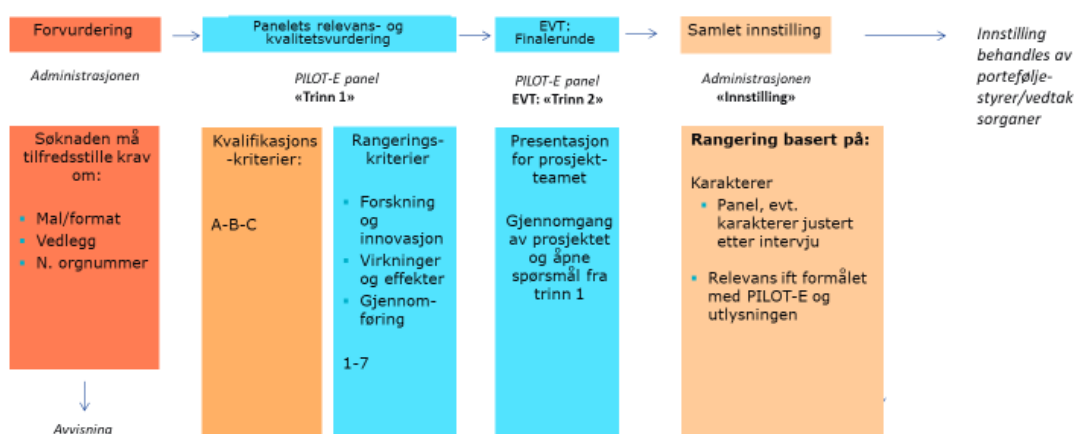 Forvurdering
Panelets relevans- og
kvalitetsvurdering
EVT:
Finalerunde
Samlet innstilling
Innstilling
behandles av
portefølje-
styrer/vedtak
sorganer
Administrasjonen
PILOT-E panel
«Trinn 1»
PILOT-E panel
EVT: «Trinn 2»
Administrasjonen
«Innstilling»
Søknaden må
tilfredsstille krav
om:
Mal/format
Vedlegg
N. orgnummer
Avvisning
Kvalifikasjons
-kriterier:
A-B-C
Rangerings-
kriterier
Forskning
og
innovasjon
Virkninger
og effekter
Gjennom-
føring
1-7
Presentasjon
for prosjekt-
teamet
Gjennomgang
av prosjektet
og åpne
spørsmål fra
trinn 1
Rangering basert på:
Karakterer
Panel, evt.
karakterer justert
etter intervju
Relevans ift formålet
med PILOT-E og
utlysningen